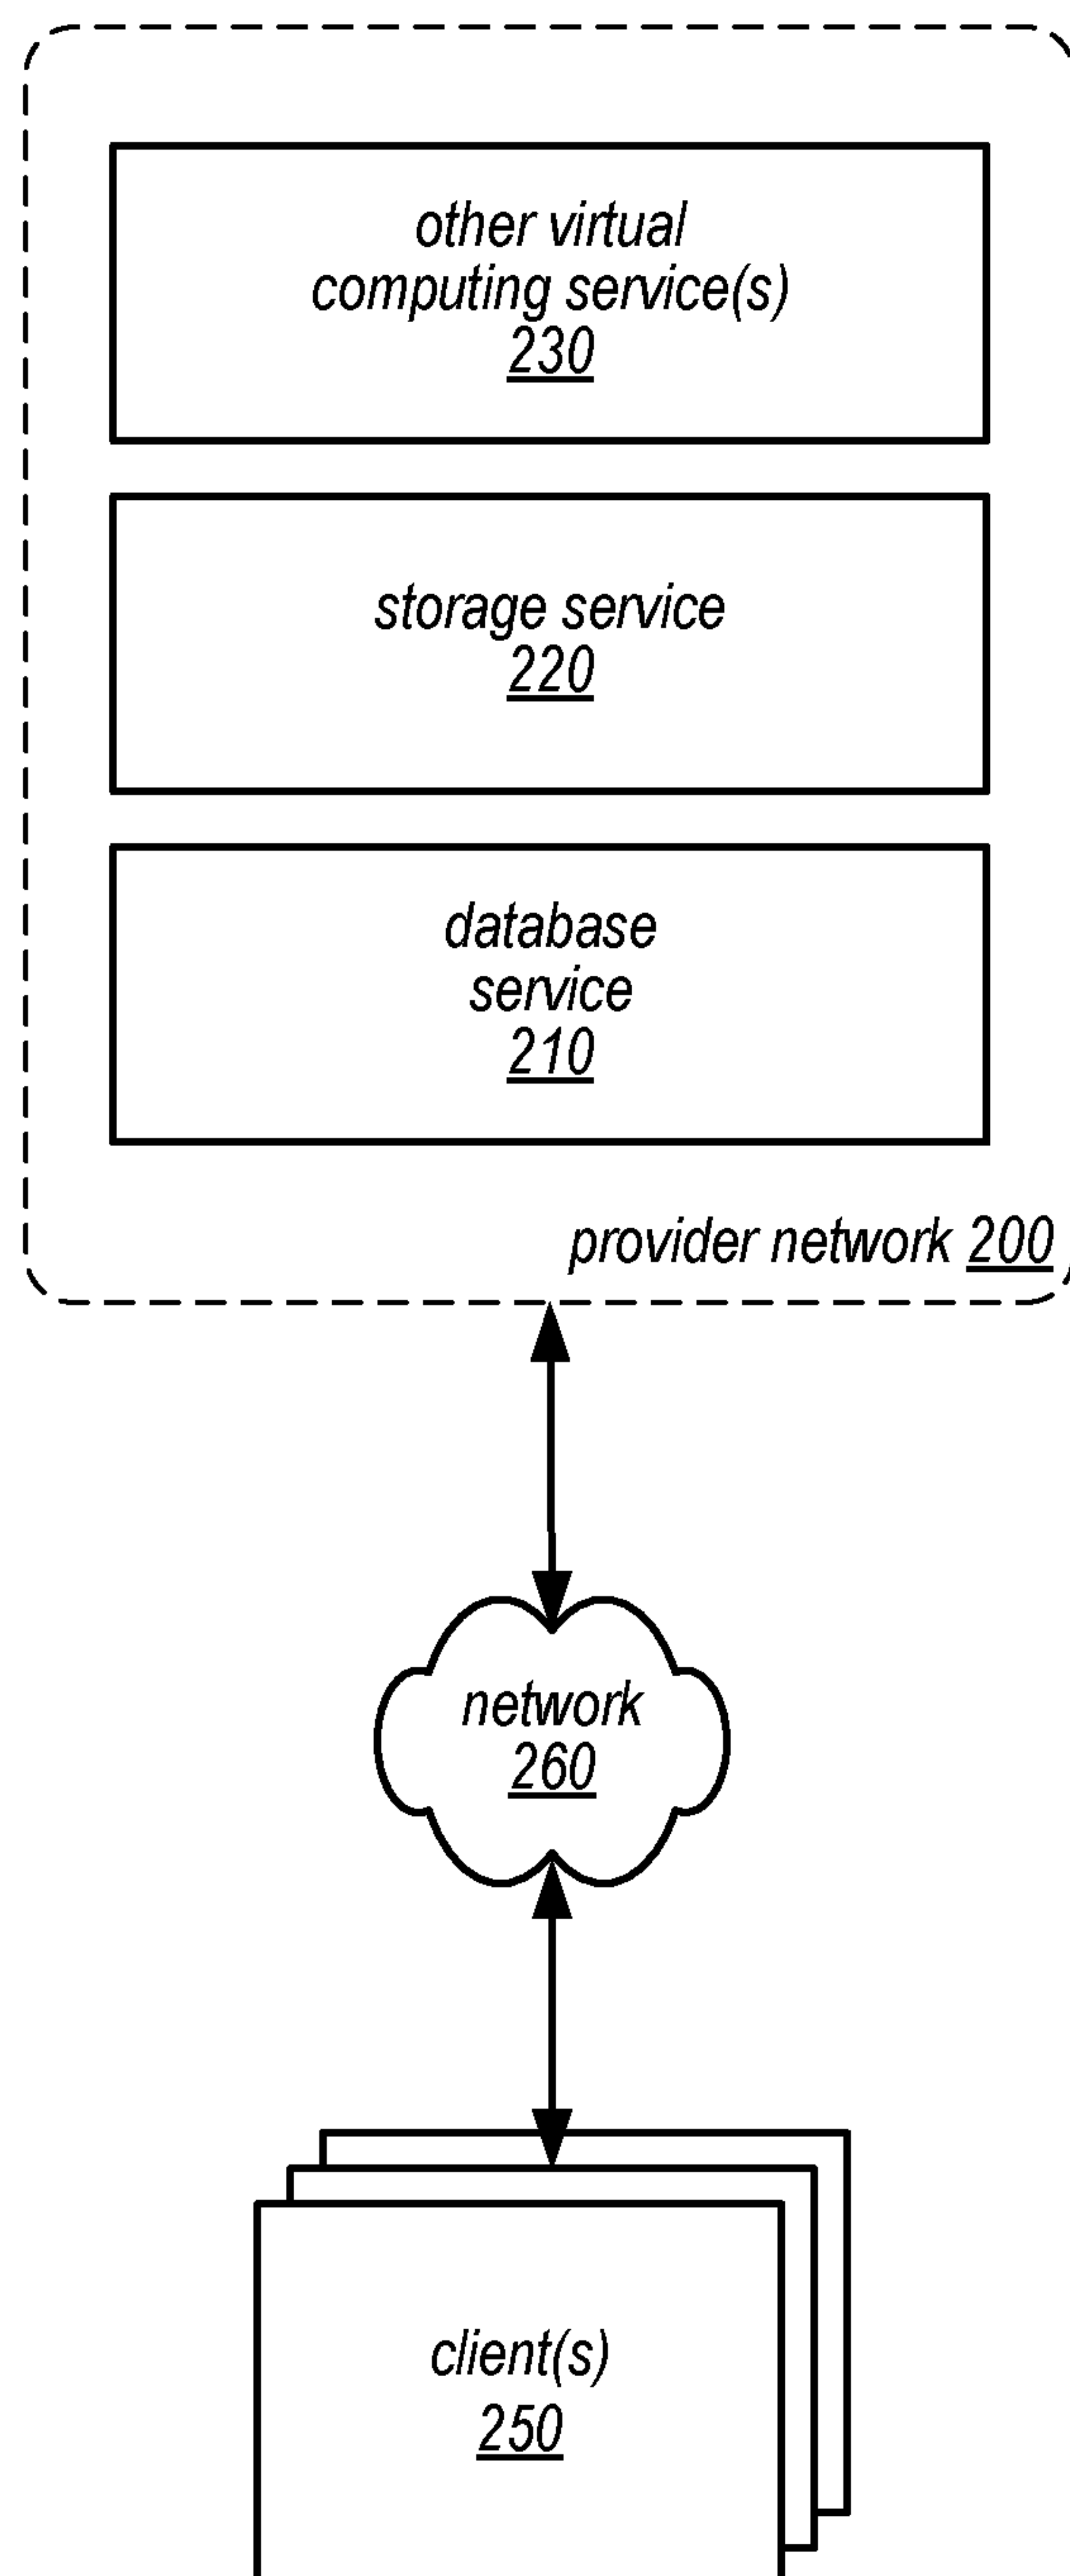 other virtual
computing service(s)
230
storage service
220
database
service
210
provider network 200
network
260
client(s)
250